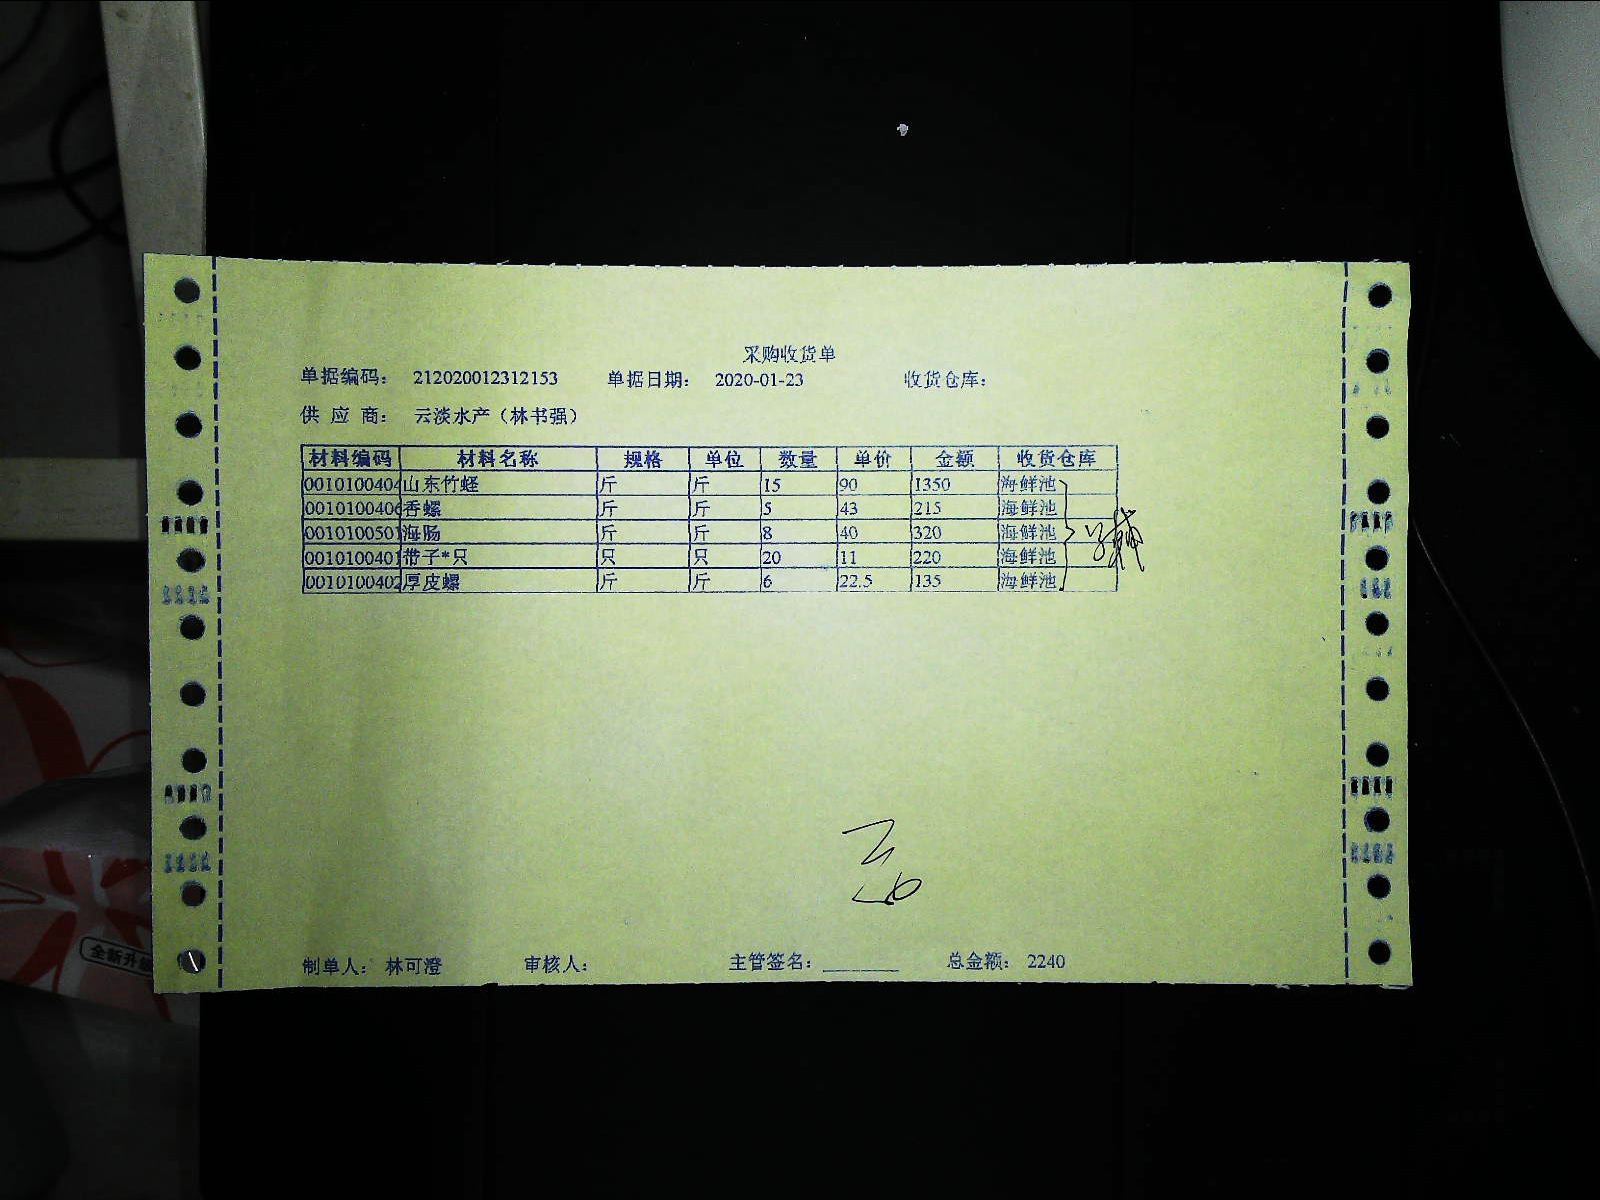 采购收货单
单据编码： 212020012312153 单据日期： 2020-01-23 收货仓库：
供 应 商： 云淡水产（林书强）
材料编码 材料名称 规格 单位 数量 单价 金额 收货仓库
0010100404 山东竹蛏 斤 斤 15 90 1350 海鲜池
0010100406 香螺 斤 斤 5 43 215 海鲜池
0010100501 海肠 斤 斤 8 40 320 海鲜池
0010100401 带子*只 只 只 20 11 220 海鲜池
0010100402 厚皮螺 斤 斤 6 22.5 135 海鲜池
制单人： 林可澄 审核人： 主管签名： 总金额： 2240
全新升级